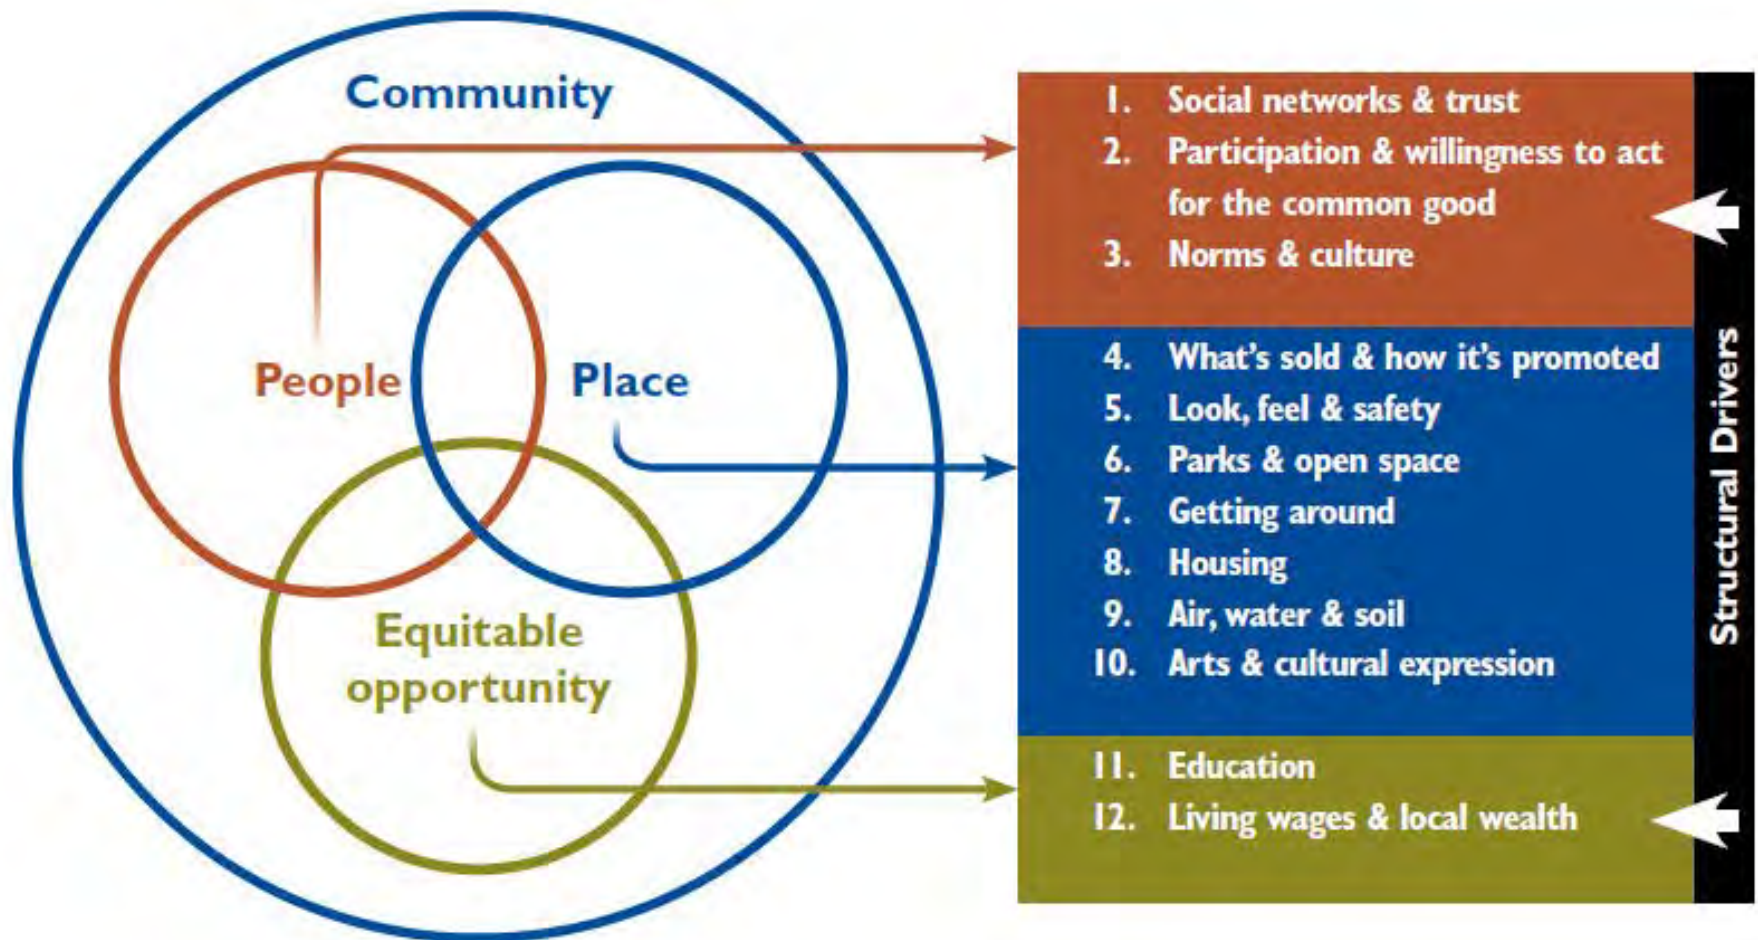 Community
People
Place
Equitable
opportunity
1. Social networks & trust
2. Participation & willingness to act
for the common good
3. Norms & culture
4. What's sold & how it's promoted
5. Look, feel & safety
6. Parks & open space
7. Getting around
8. Housing
9. Air, water & soil
10. Arts & cultural expression
11. Education
12. Living wages & local wealth
Structural Drivers